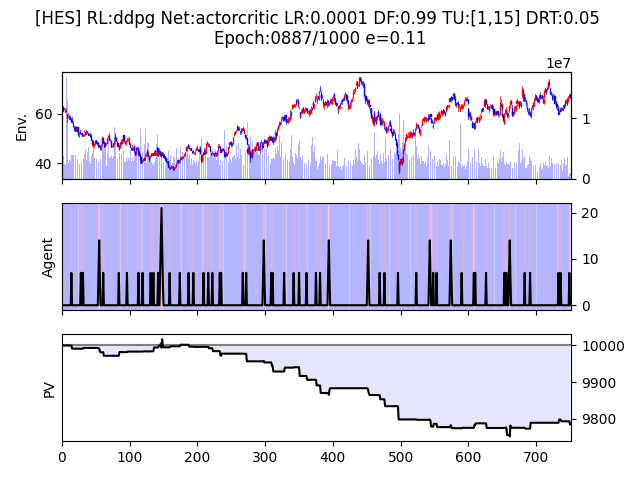 [HES] RL:ddpg Net:actorcritic LR:0.0001 DF:0.99 TU:[1,15] DRT:0.05
Epoch:0887/1000 e=0.11
1e7
Env.
60
40
1
0
Agent
20
10
0
PV
10000
9900
9800
0 100 200 300 400 500 600 700